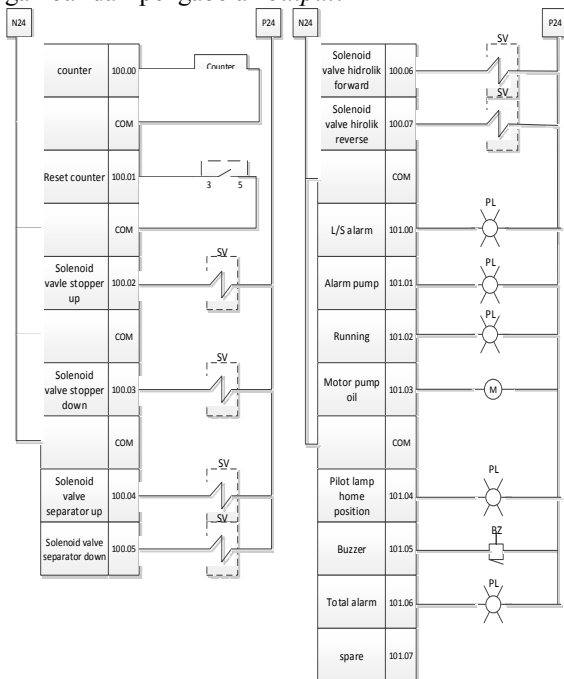 N24
P24
counter
100.00
Counter
COM
Reset counter
100.01
3 5
COM
Solenoid
vavle stopper
up
100.02
SV
COM
Solenoid
valve stopper
down
100.03
SV
COM
Solenoid
valve
separator up
100.04
SV
Solenoid valve
separator down
100.05
SV
N24
P24
Solenoid
valve hidrolik
forward
100.06
SV
Solenoid
valve hirolik
reverse
100.07
SV
COM
L/S alarm
101.00
PL
Alarm pump
101.01
PL
Running
101.02
PL
Motor pump
oil
101.03
M
COM
Pilot lamp
home
position
101.04
PL
Buzzer
101.05
BZ
Total alarm
101.06
PL
spare
101.07